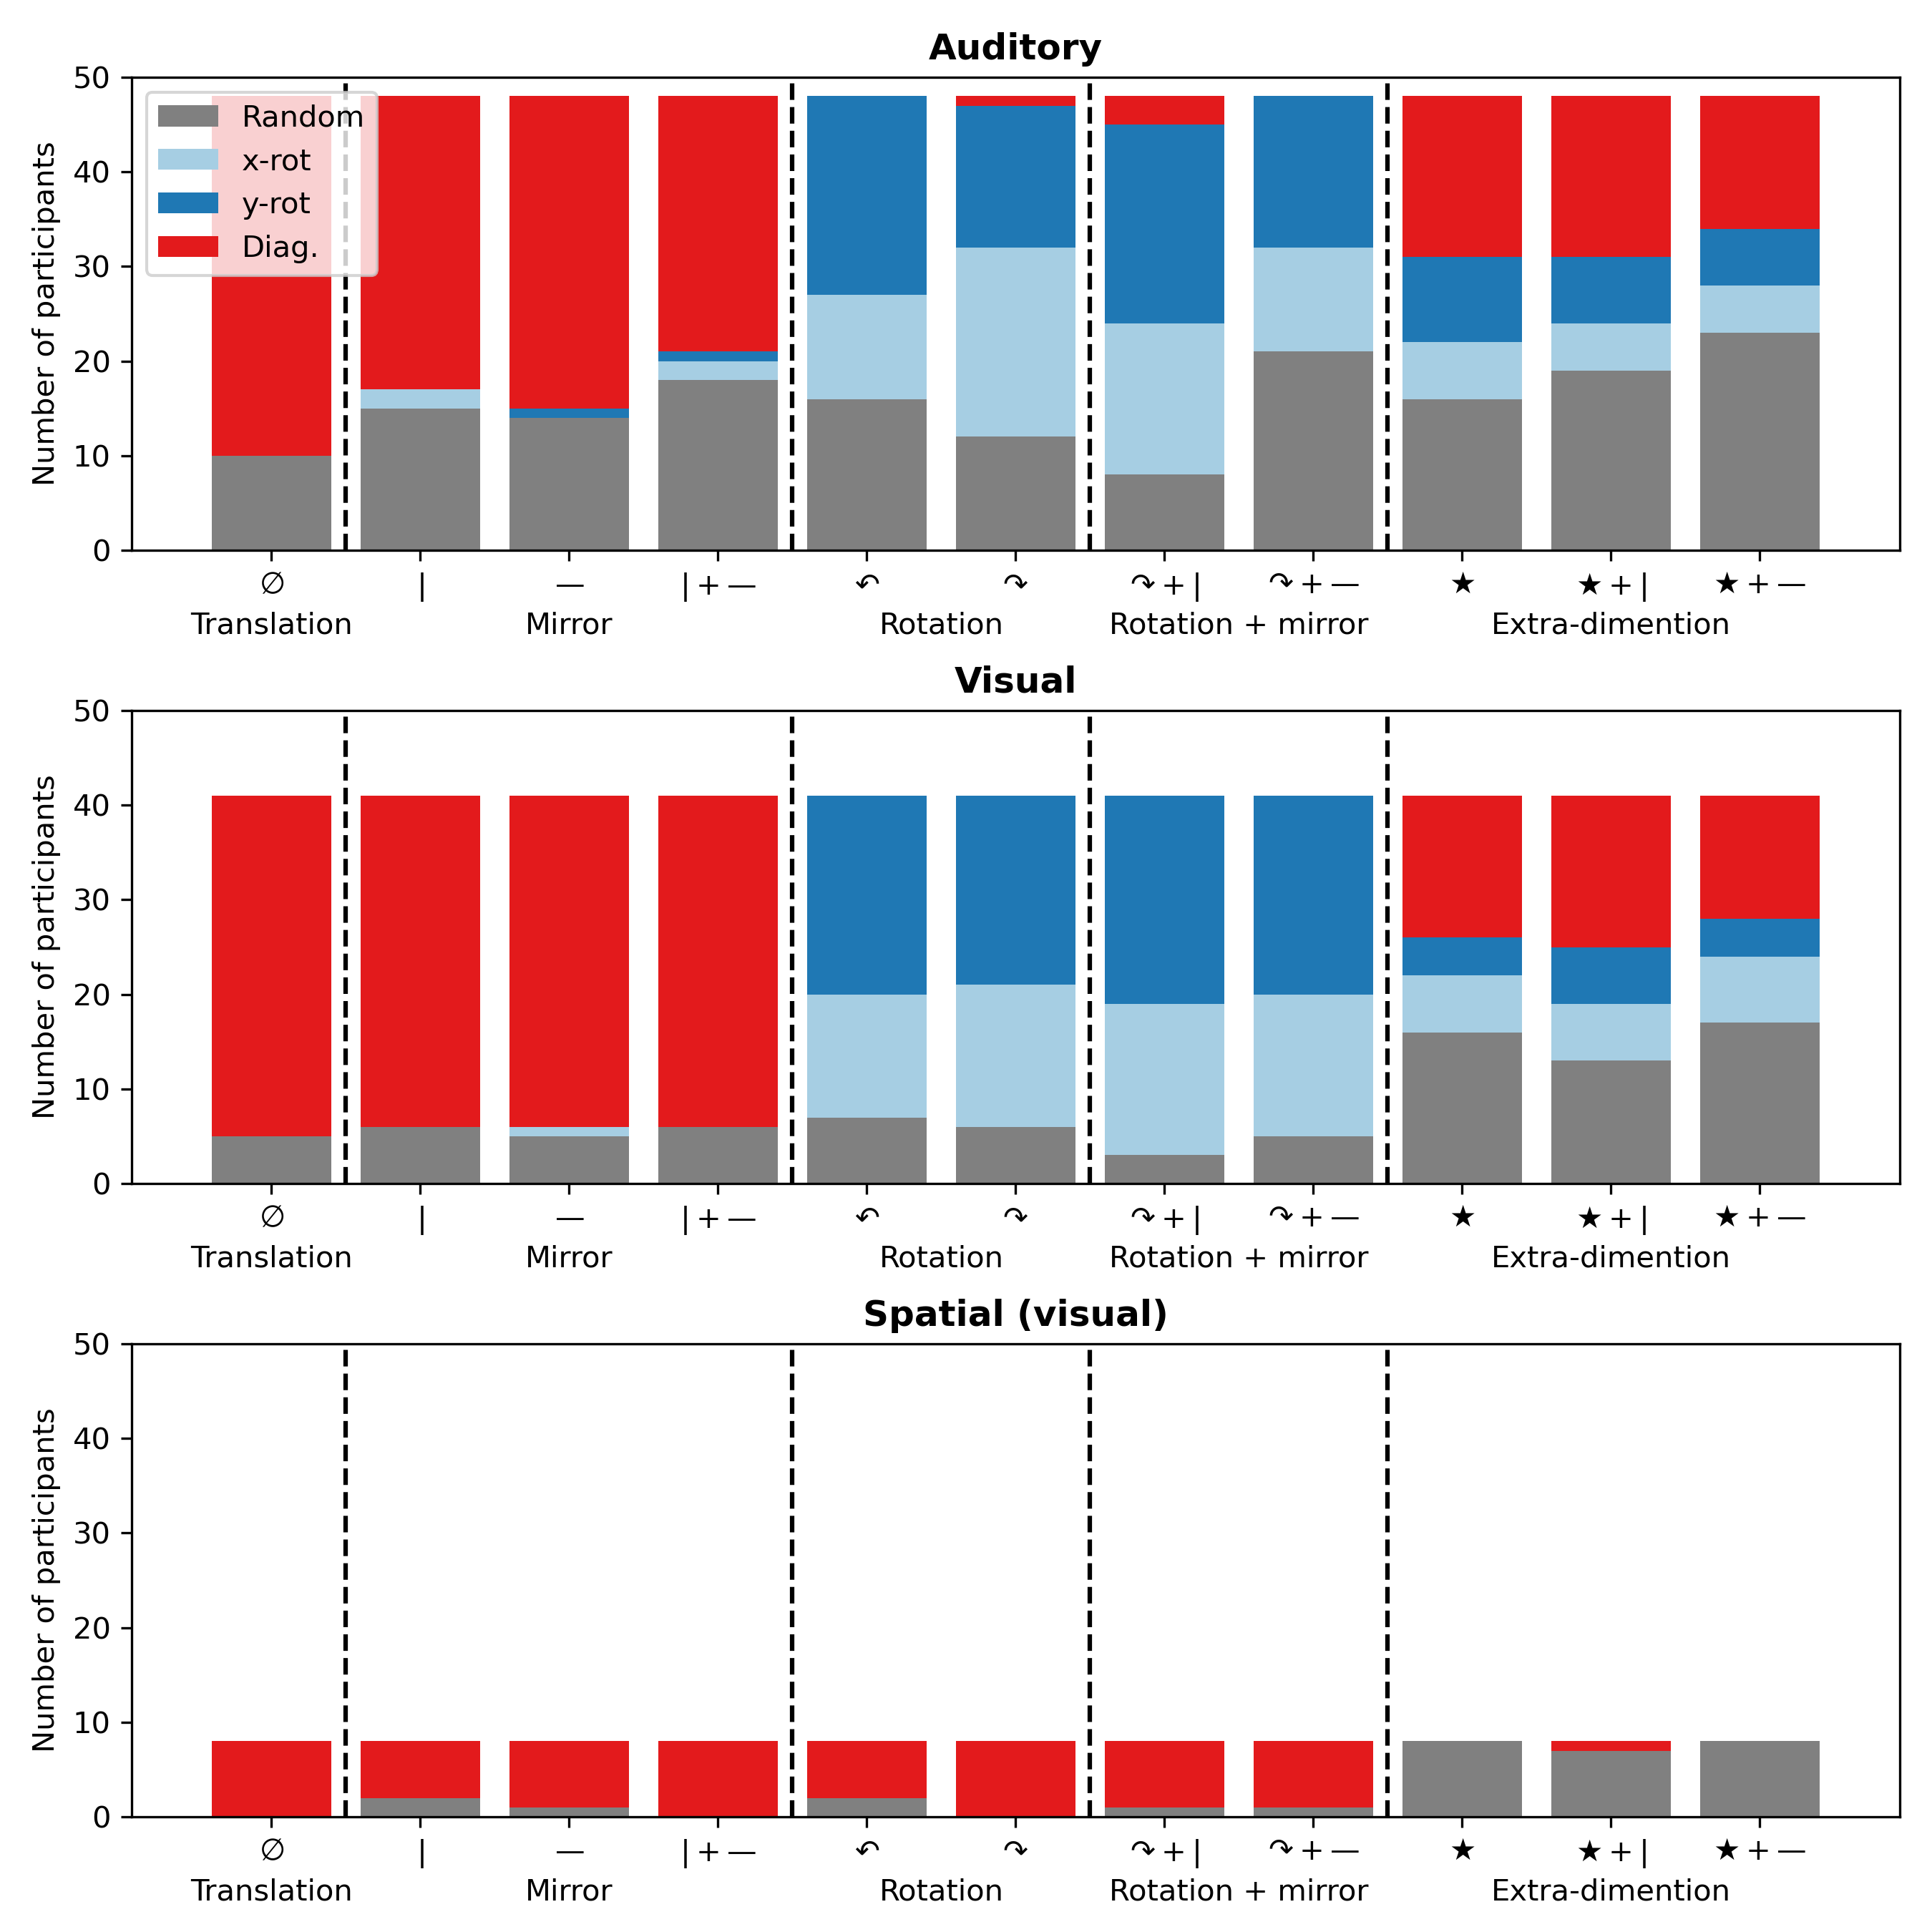 Auditory
Number of participants
50
40
30
20
10
0
Random
x-rot
y-rot
Diag.
∅ | — | + — ↶ ↷ ↷ + | ↷ + — ★ ★ + | ★ + —
Translation Mirror Rotation Rotation + mirror Extra-dimention
Visual
Number of participants
50
40
30
20
10
0
∅ | — | + — ↶ ↷ ↷ + | ↷ + — ★ ★ + | ★ + —
Translation Mirror Rotation Rotation + mirror Extra-dimention
Spatial (visual)
Number of participants
50
40
30
20
10
0
∅ | — | + — ↶ ↷ ↷ + | ↷ + — ★ ★ + | ★ + —
Translation Mirror Rotation Rotation + mirror Extra-dimention